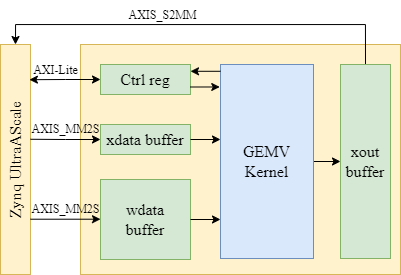 AXIS_S2MM
AXI-Lite
Ctrl reg
AXIS_MM2S
xdata buffer
Zynq UltraAScale
GEMV
Kernel
xout
buffer
AXIS_MM2S
wdata
buffer